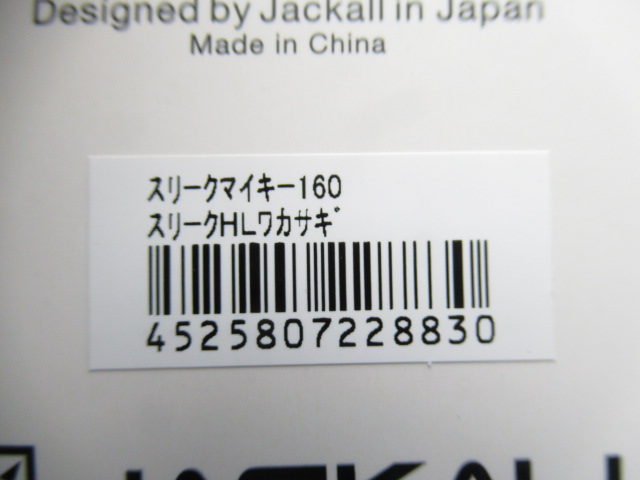 Designed by Jackall in Japan
Made in China
スリークマイキー160
スリークHLワカサギ
4525807228830
JACKALL